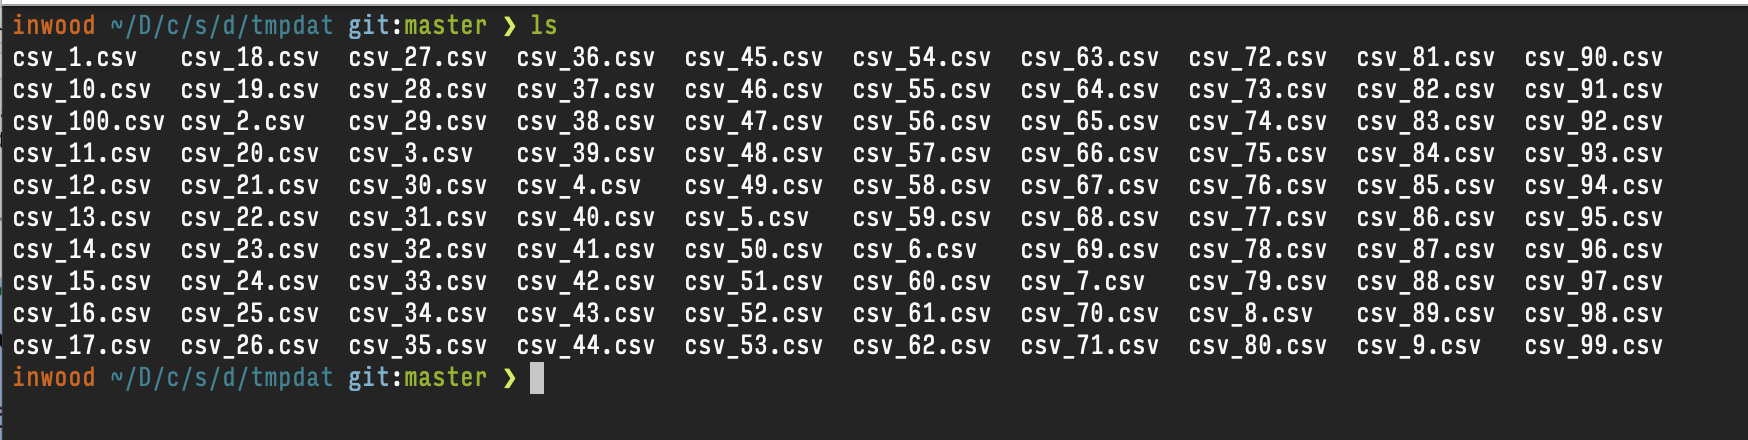 inwood ~/D/c/s/d/tmpdat git:master ❯ ls
csv_1.csv csv_18.csv csv_27.csv csv_36.csv csv_45.csv csv_54.csv csv_63.csv csv_72.csv csv_81.csv csv_90.csv
csv_10.csv csv_19.csv csv_28.csv csv_37.csv csv_46.csv csv_55.csv csv_64.csv csv_73.csv csv_82.csv csv_91.csv
csv_100.csv csv_2.csv csv_29.csv csv_38.csv csv_47.csv csv_56.csv csv_65.csv csv_74.csv csv_83.csv csv_92.csv
csv_11.csv csv_20.csv csv_3.csv csv_39.csv csv_48.csv csv_57.csv csv_66.csv csv_75.csv csv_84.csv csv_93.csv
csv_12.csv csv_21.csv csv_30.csv csv_4.csv csv_49.csv csv_58.csv csv_67.csv csv_76.csv csv_85.csv csv_94.csv
csv_13.csv csv_22.csv csv_31.csv csv_40.csv csv_5.csv csv_59.csv csv_68.csv csv_77.csv csv_86.csv csv_95.csv
csv_14.csv csv_23.csv csv_32.csv csv_41.csv csv_50.csv csv_6.csv csv_69.csv csv_78.csv csv_87.csv csv_96.csv
csv_15.csv csv_24.csv csv_33.csv csv_42.csv csv_51.csv csv_60.csv csv_7.csv csv_79.csv csv_88.csv csv_97.csv
csv_16.csv csv_25.csv csv_34.csv csv_43.csv csv_52.csv csv_61.csv csv_70.csv csv_8.csv csv_89.csv csv_98.csv
csv_17.csv csv_26.csv csv_35.csv csv_44.csv csv_53.csv csv_62.csv csv_71.csv csv_80.csv csv_9.csv csv_99.csv
inwood ~/D/c/s/d/tmpdat git:master ❯